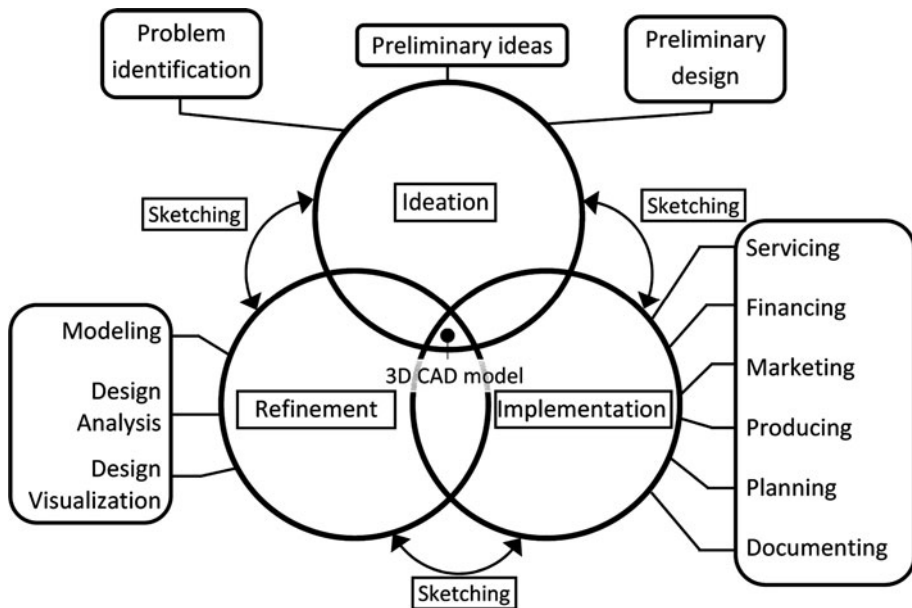 Problem
identification
Preliminary ideas
Preliminary
design
Sketching
Ideation
Sketching
Modeling
Design
Analysis
Design
Visualization
3D CAD model
Refinement
Implementation
Servicing
Financing
Marketing
Producing
Planning
Documenting
Sketching